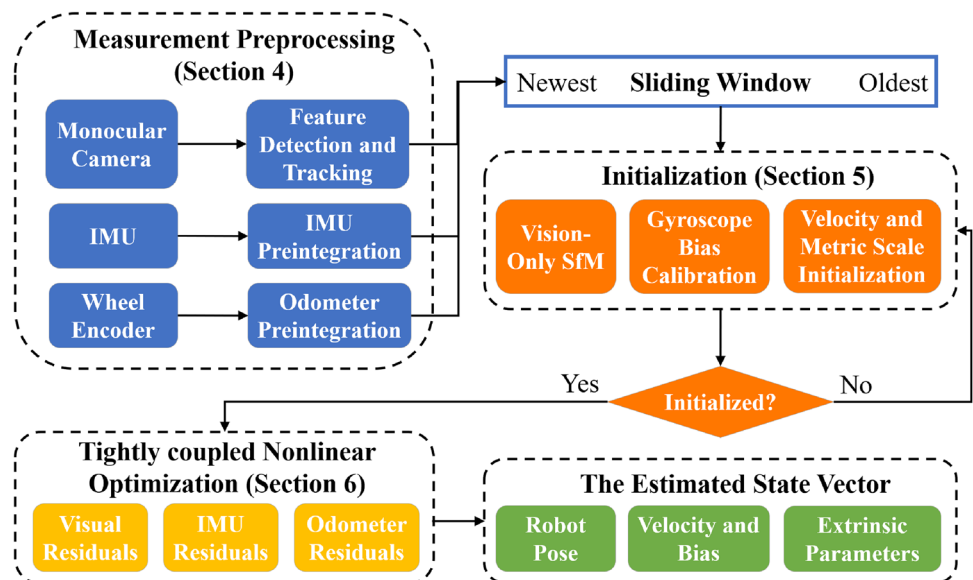 Measurement Preprocessing
(Section 4)
Monocular
Camera
Feature
Detection and
Tracking
IMU
IMU
Preintegration
Wheel
Encoder
Odometer
Preintegration
Newest Sliding Window Oldest
Initialization (Section 5)
Vision-
Only SfM
Gyroscope
Bias
Calibration
Velocity and
Metric Scale
Initialization
Yes
Initialized?
No
Tightly coupled Nonlinear
Optimization (Section 6)
Visual
Residuals
IMU
Residuals
Odometer
Residuals
The Estimated State Vector
Robot
Pose
Velocity and
Bias
Extrinsic
Parameters